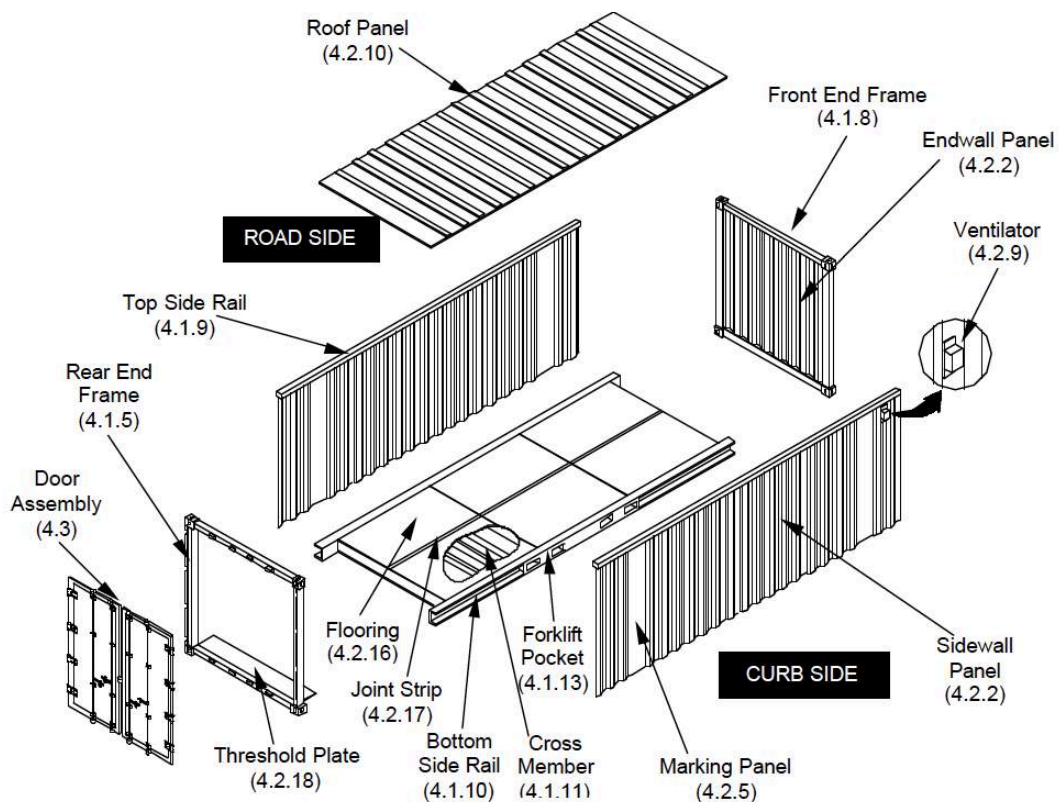 Roof Panel
(4.2.10)
Front End Frame
(4.1.8)
Endwall Panel
(4.2.2)
ROAD SIDE
Ventilator
(4.2.9)
Top Side Rail
(4.1.9)
Rear End
Frame
(4.1.5)
Door
Assembly
(4.3)
Flooring
(4.2.16)
Forklift
Pocket
(4.1.13)
Sidewall
Panel
(4.2.2)
CURB SIDE
Joint Strip
(4.2.17)
Threshold Plate
(4.2.18)
Bottom
Side Rail
(4.1.10)
Cross
Member
(4.1.11)
Marking Panel
(4.2.5)